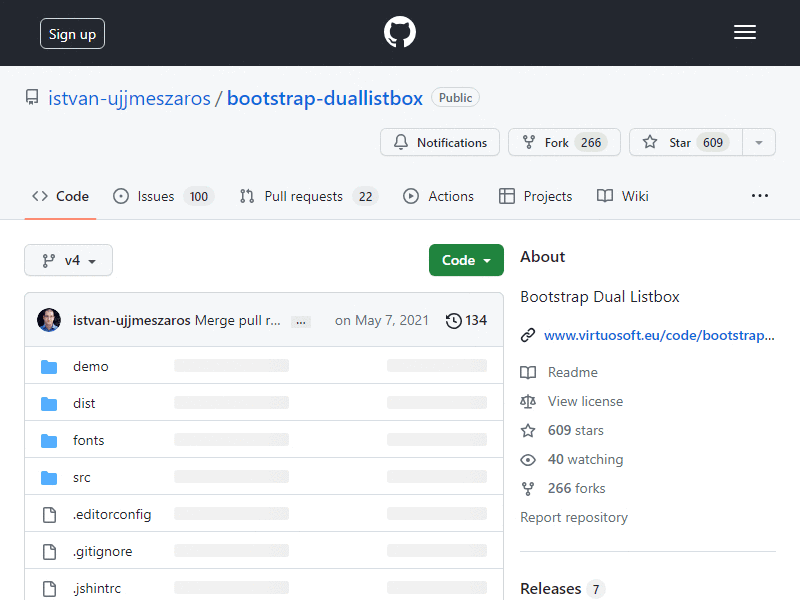 Sign up
istvan-ujjmeszaros / bootstrap-duallistbox Public
Notifications Fork 266 Star 609
Code Issues 100 Pull requests 22 Actions Projects Wiki
v4 Code
istvan-ujjmeszaros Merge pull r... ... on May 7, 2021 134
demo
dist
fonts
src
.editorconfig
.gitignore
.jshintrc
About
Bootstrap Dual Listbox
www.virtuosoft.eu/code/bootstrap...
Readme
View license
609 stars
40 watching
266 forks
Report repository
Releases 7